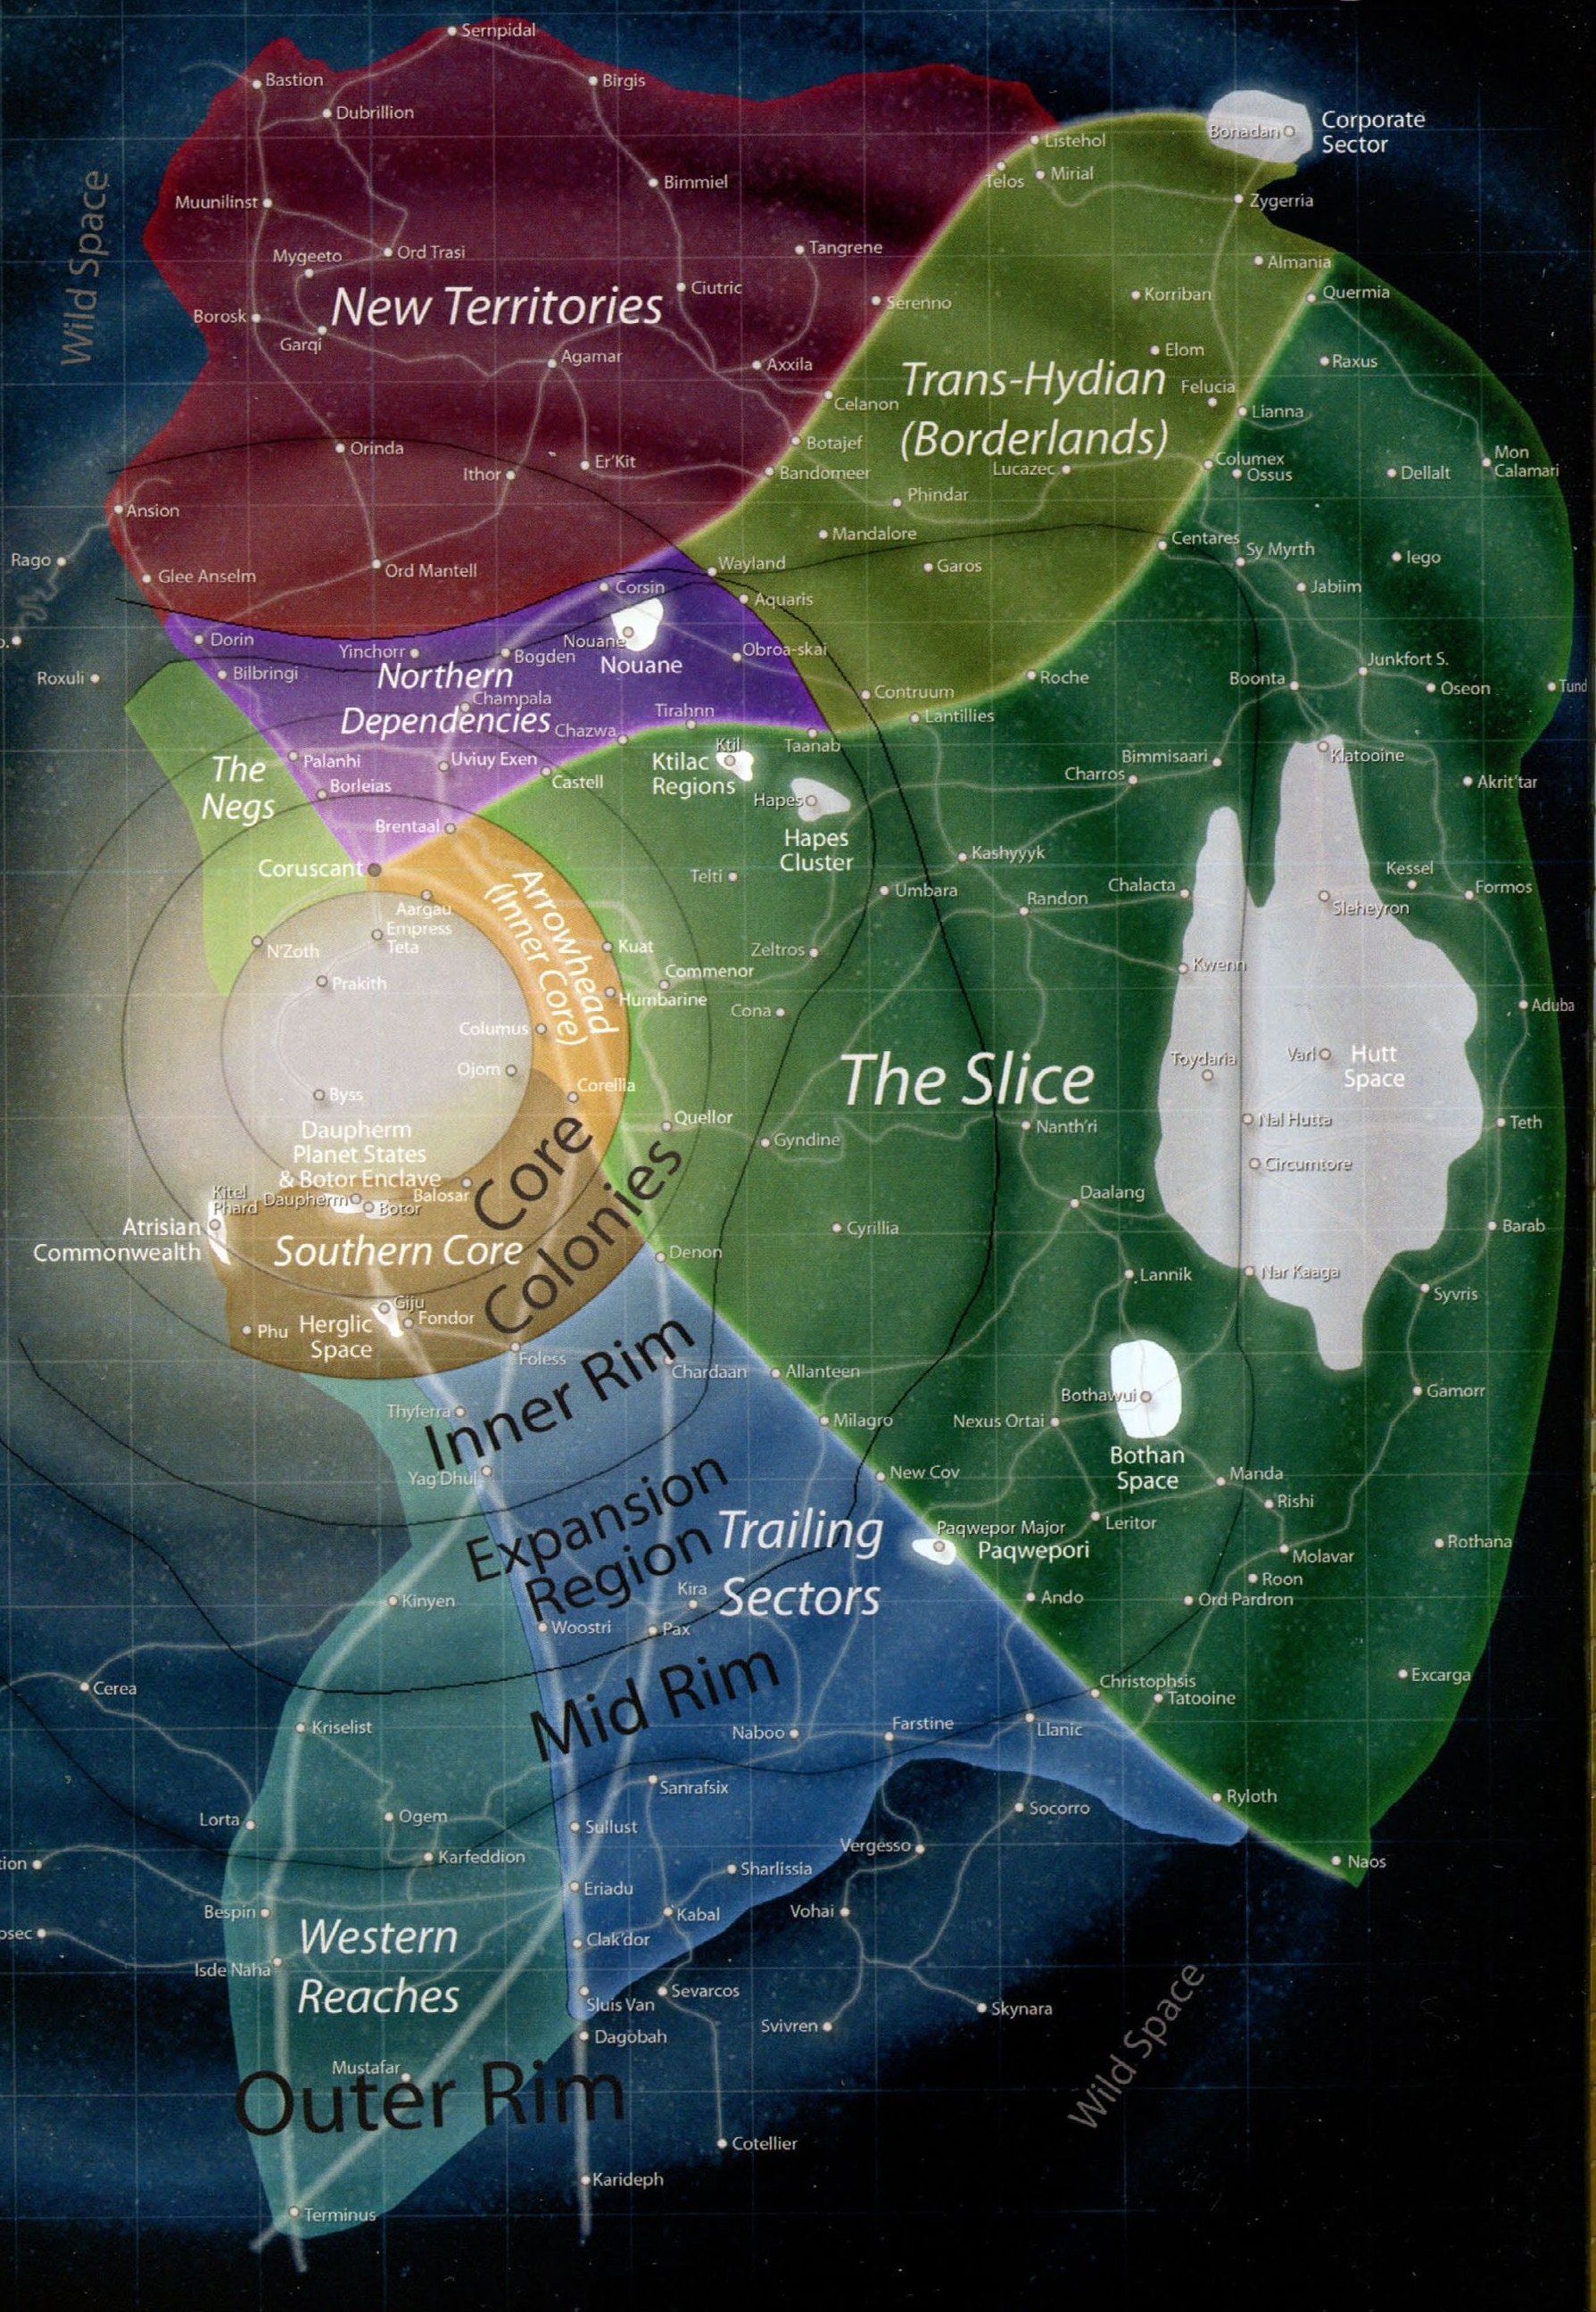 Sernpidal
Bastion
Birgis
Dubrillion
Corporate
Sector
Bonadan
Listehol
Telos
Mirial
Bimmiel
Zygerria
Wild Space
Muunilinst
Ord Trasi
Tangrene
Almania
Mygeeto
Ciutric
Quermia
Korriban
New Territories
Serenno
Borosk
Garqi
Elom
Agamar
Axxila
Raxus
Trans-Hydian
(Borderlands)
Felucia
Celanon
Lianna
Botajef
Orinda
Er'Kit
Ithor
Bandomeer
Lucazec
Columex
Ossus
Dellalt
Mon
Calamari
Phindar
Ansion
Mandalore
Centares
Sy Myrth
Iego
Rago
Glee Anselm
Ord Mantell
Wayland
Garos
Jabiim
Corsin
Aquaris
Dorin
Yinchorr
Bogden
Nouane
Nouane
Obroa-skai
Junkfort S.
Roxuli
Bilbringi
Northern
Dependencies
Champala
Contruum
Roche
Boonta
Oseon
Tund
Tirahnn
Lantillies
Chazwa
Taanab
The
Negs
Palanhi
Uviuy Exen
Castell
Ktil
Ktilac
Regions
Bimmisaari
Klatooine
Borleias
Charros
Akrit'tar
Hapes
Hapes
Cluster
Brentaal
Coruscant
Kashyyyk
Telti
Umbara
Randon
Chalacta
Kessel
Formos
Sleheyron
Aargau
Empress
Teta
Arrowhead
(Inner Core)
N'Zoth
Kuat
Zeltros
Kwenn
Prakith
Commenor
Humbarine
Cona
Aduba
Columus
The Slice
Toydaria
Varl
Hutt
Space
Ojom
Corellia
Byss
Quellor
Gyndine
Nanth'ri
Nal Hutta
Teth
Daupherm
Planet States
& Botor Enclave
Circumtore
Core
Colonies
Kitel
Phard
Daupherm
Botor
Balosar
Daalang
Atrisian
Commonwealth
Southern Core
Cyrillia
Barab
Denon
Lannik
Nar Kaaga
Syvris
Giju
Fondor
Phu
Herglic
Space
Foless
Inner Rim
Chardaan
Allanteen
Bothawui
Gamorr
Thyferra
Milagro
Nexus Ortai
Bothan
Space
Yag'Dhul
New Cov
Manda
Rishi
Expansion
Region
Trailing
Sectors
Paqwepor Major
Paqwepori
Leritor
Rothana
Molavar
Kinyen
Kira
Ando
Roon
Ord Pardron
Woostri
Pax
Cerea
Mid Rim
Christophsis
Tatooine
Excarga
Kriselist
Naboo
Farstine
Llanic
Sanrafsix
Lorta
Ogem
Sullust
Socorro
Ryloth
Vergesso
Karfeddion
Sharlissia
Naos
Eriadu
Bespin
Kabal
Vohai
Western
Reaches
Clak'dor
Isde Naha
Sluis Van
Sevarcos
Skynara
Svivren
Dagobah
Mustafar
Outer Rim
Wild Space
Cotellier
Karideph
Terminus